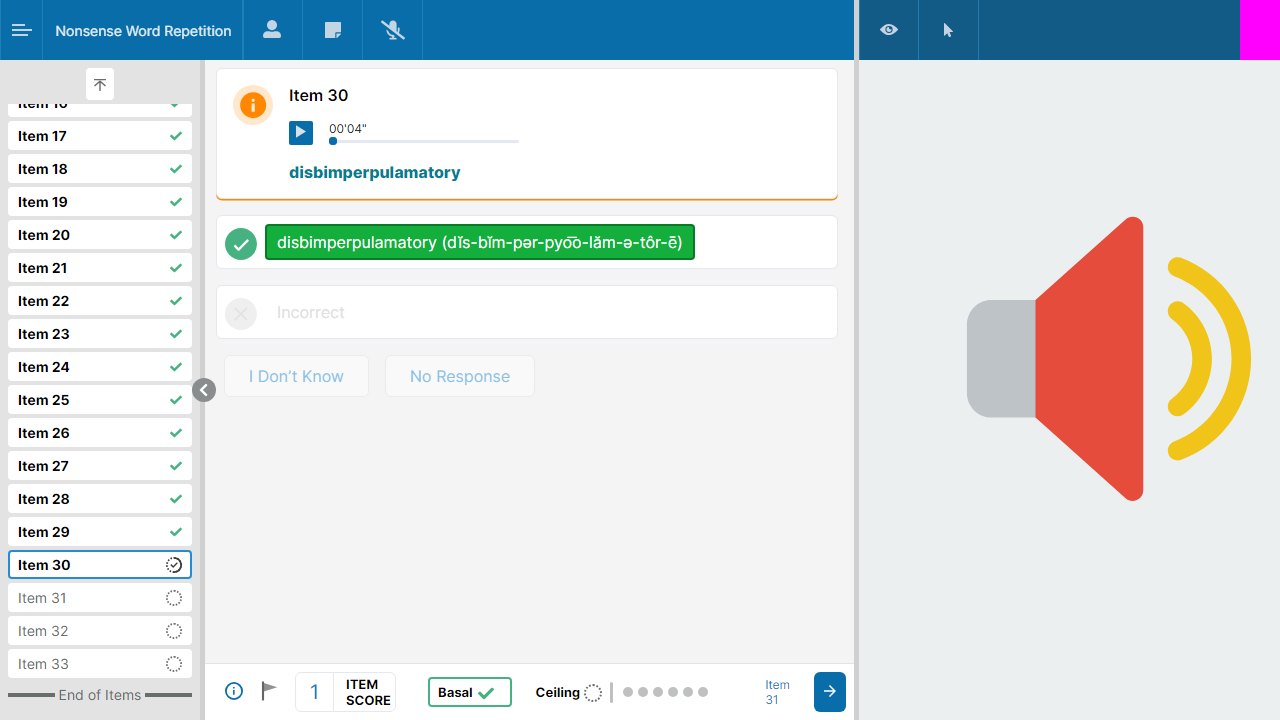 Nonsense Word Repetition
Item 16
Item 17
Item 18
Item 19
Item 20
Item 21
Item 22
Item 23
Item 24
Item 25
Item 26
Item 27
Item 28
Item 29
Item 30
Item 31
Item 32
Item 33
End of Items
Item 30
00'04"
disbimperpulamatory
disbimperpulamatory (dĭs-bĭm-pər-pyo͞o-lăm-ə-tôr-ē)
Incorrect
I Don't Know
No Response
1
ITEM
SCORE
Basal
Ceiling
Item
31